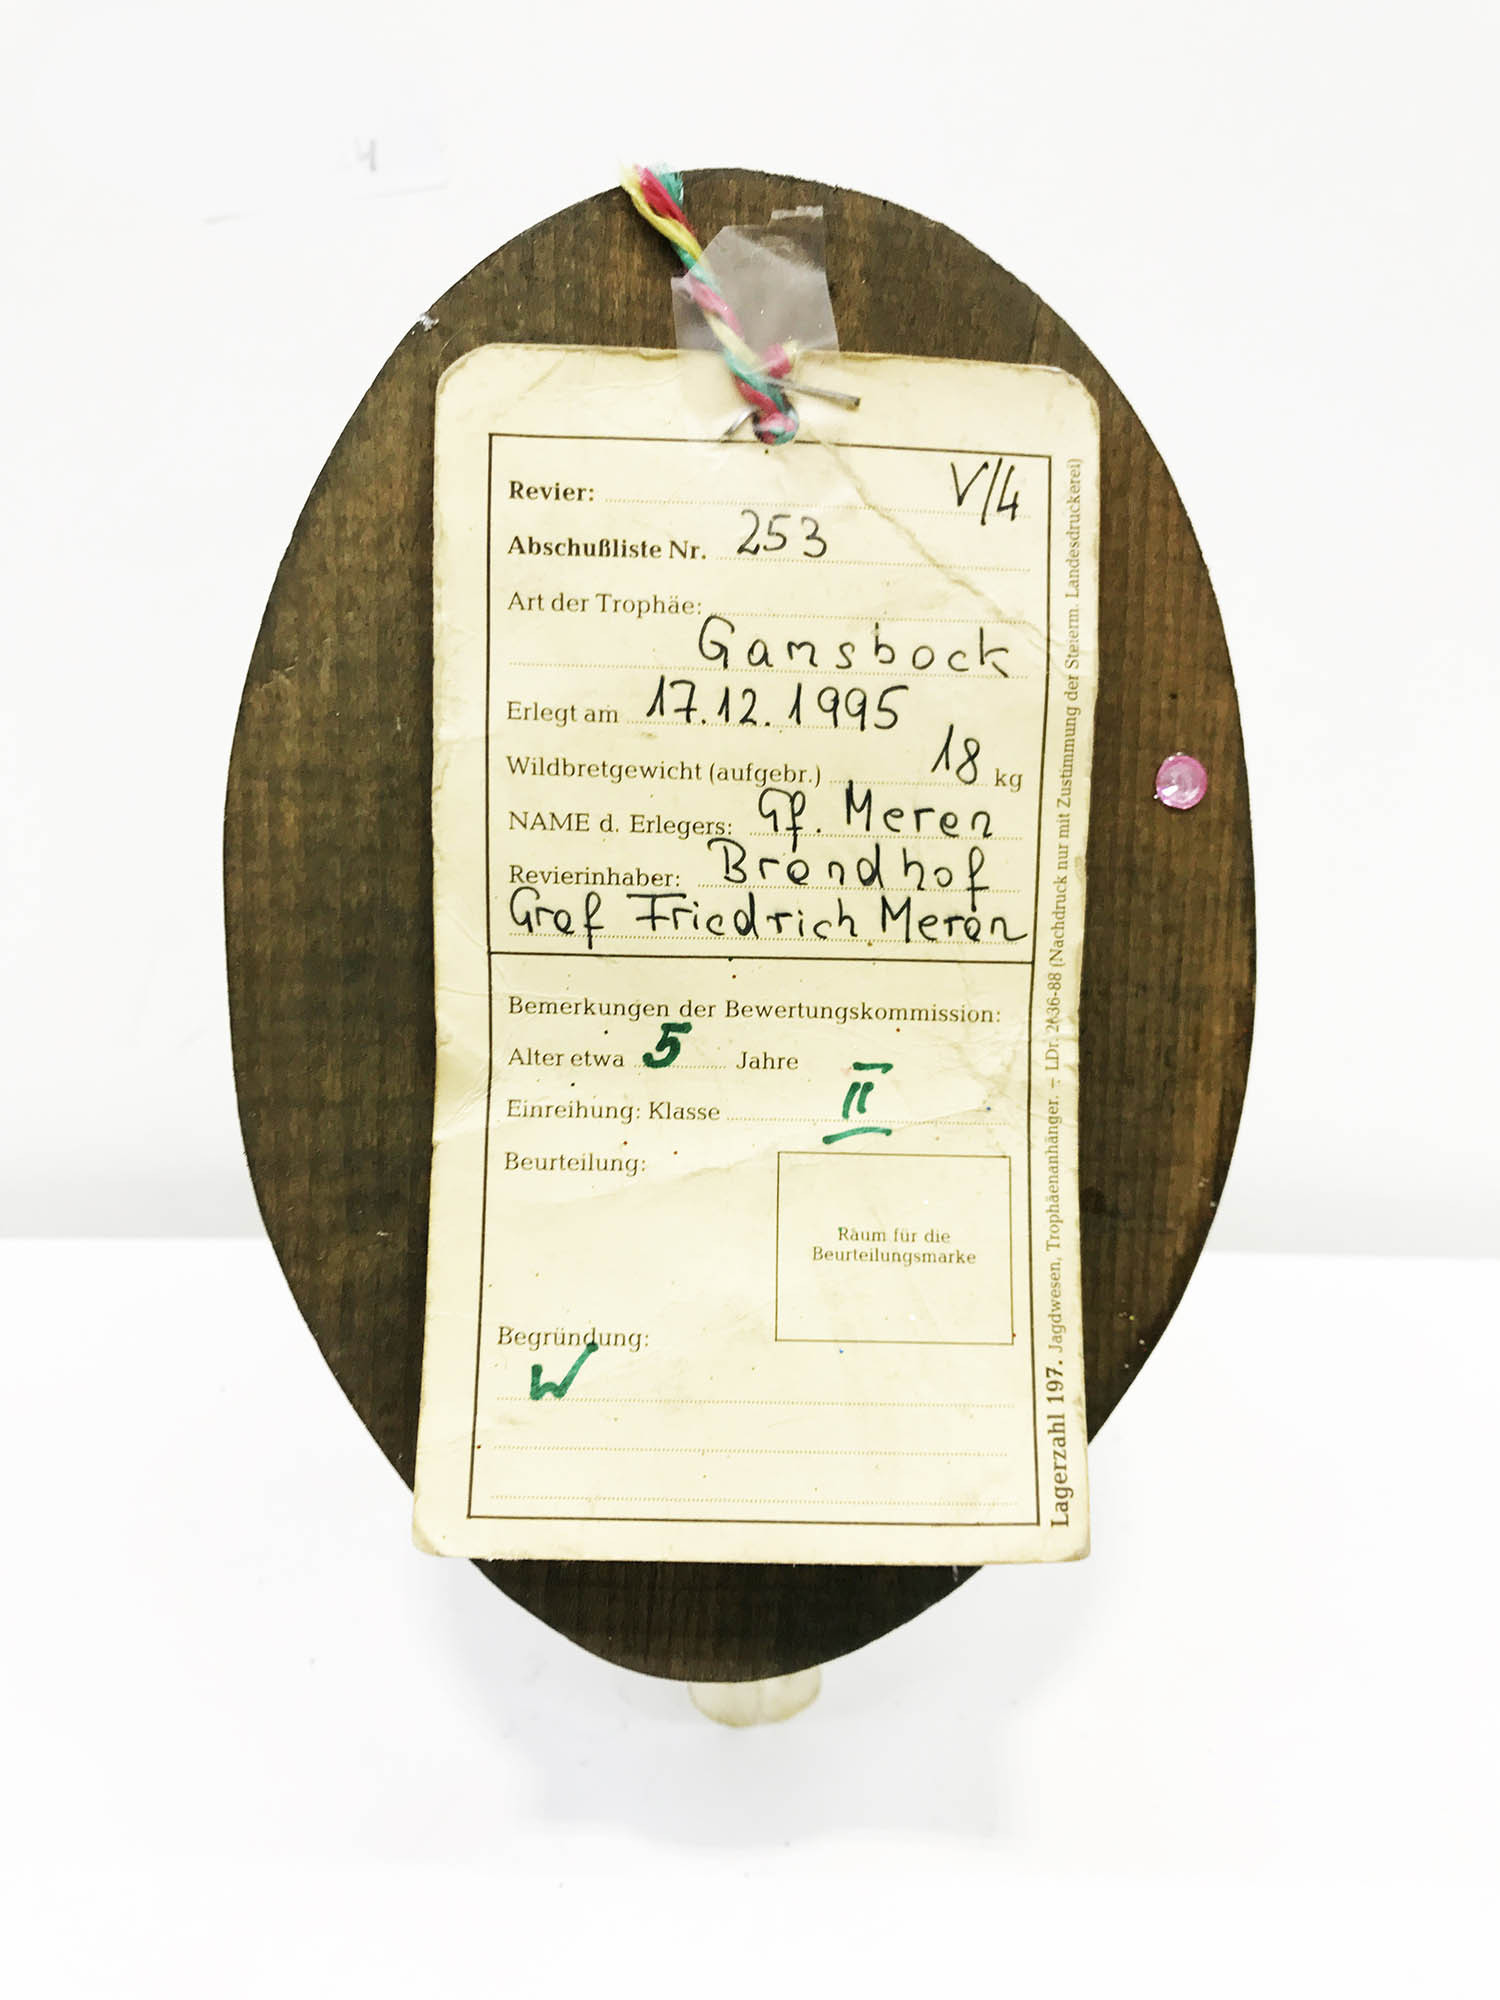 Revier: V/4
Abschußliste Nr. 253
Art der Trophäe:
Gamsbock
Erlegt am 17.12.1995
Wildbretgewicht (aufgebr.) 18 kg
NAME d. Erlegers: Gf. Meran
Revierinhaber: Brandhof
Graf Friedrich Meran
Bemerkungen der Bewertungskommission:
Alter etwa 5 Jahre
Einreihung: Klasse II
Beurteilung:
Raum für die
Beurteilungsmarke
Begründung:
W
Lagerzahl 197. Jagdwesen, Trophäenanhänger. – LDr. 2636-88 (Nachdruck nur mit Zustimmung der Steierm. Landesdruckerei)